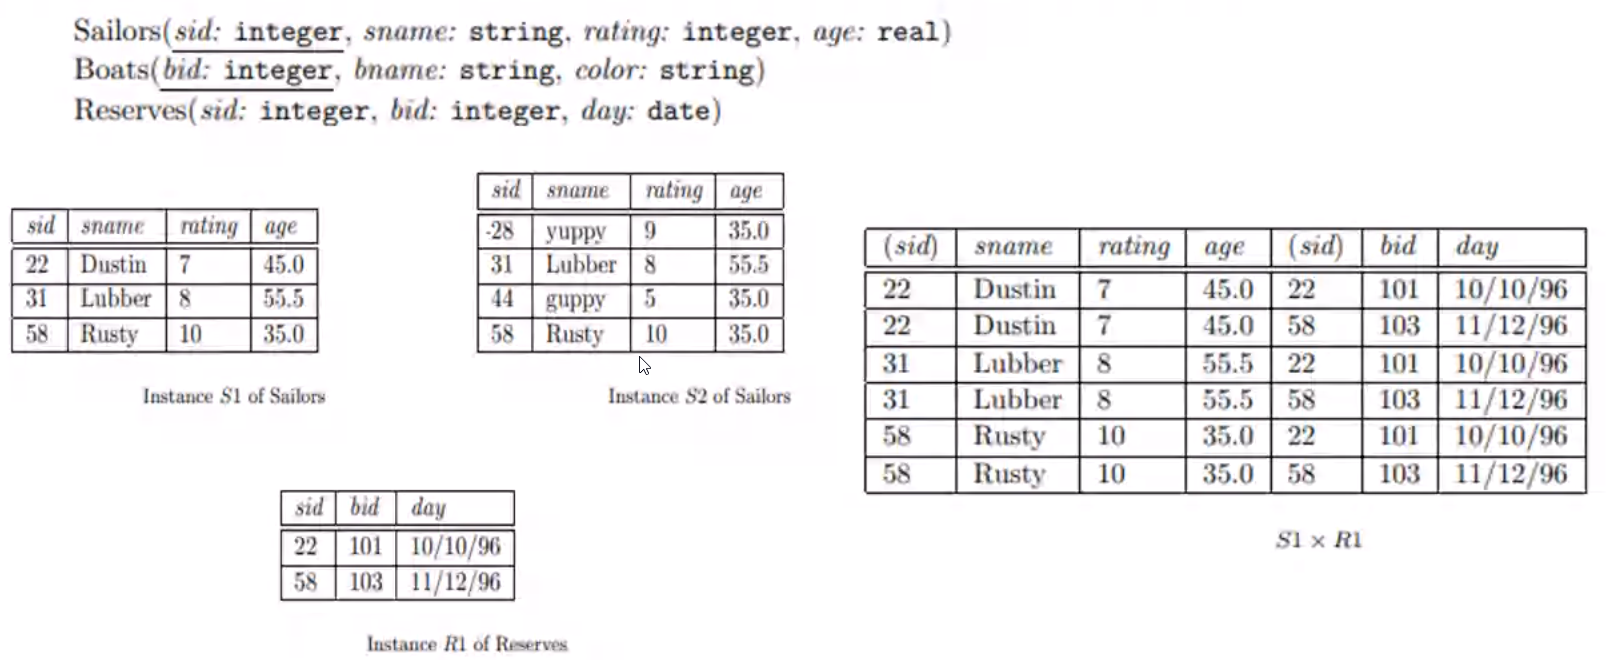 Sailors(sid: integer, sname: string, rating: integer, age: real)
Boats(bid: integer, bname: string, color: string)
Reserves(sid: integer, bid: integer, day: date)
sid sname rating age
22 Dustin 7 45.0
31 Lubber 8 55.5
58 Rusty 10 35.0
Instance S1 of Sailors
sid sname rating age
-28 yuppy 9 35.0
31 Lubber 8 55.5
44 guppy 5 35.0
58 Rusty 10 35.0
Instance S2 of Sailors
(sid) sname rating age (sid) bid day
22 Dustin 7 45.0 22 101 10/10/96
22 Dustin 7 45.0 58 103 11/12/96
31 Lubber 8 55.5 22 101 10/10/96
31 Lubber 8 55.5 58 103 11/12/96
58 Rusty 10 35.0 22 101 10/10/96
58 Rusty 10 35.0 58 103 11/12/96
S1 × R1
sid bid day
22 101 10/10/96
58 103 11/12/96
Instance R1 of Reserves